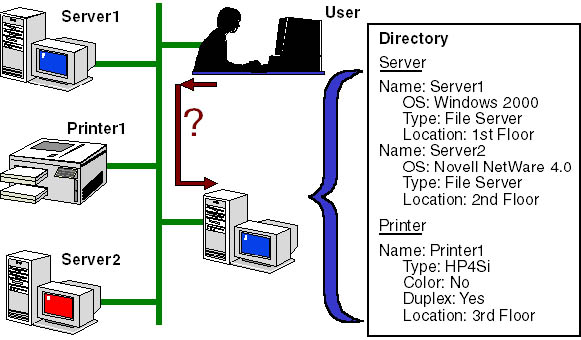 Server1
User
Printer1
?
Server2
Directory
Server
Name: Server1
OS: Windows 2000
Type: File Server
Location: 1st Floor
Name: Server2
OS: Novell NetWare 4.0
Type: File Server
Location: 2nd Floor
Printer
Name: Printer1
Type: HP4Si
Color: No
Duplex: Yes
Location: 3rd Floor